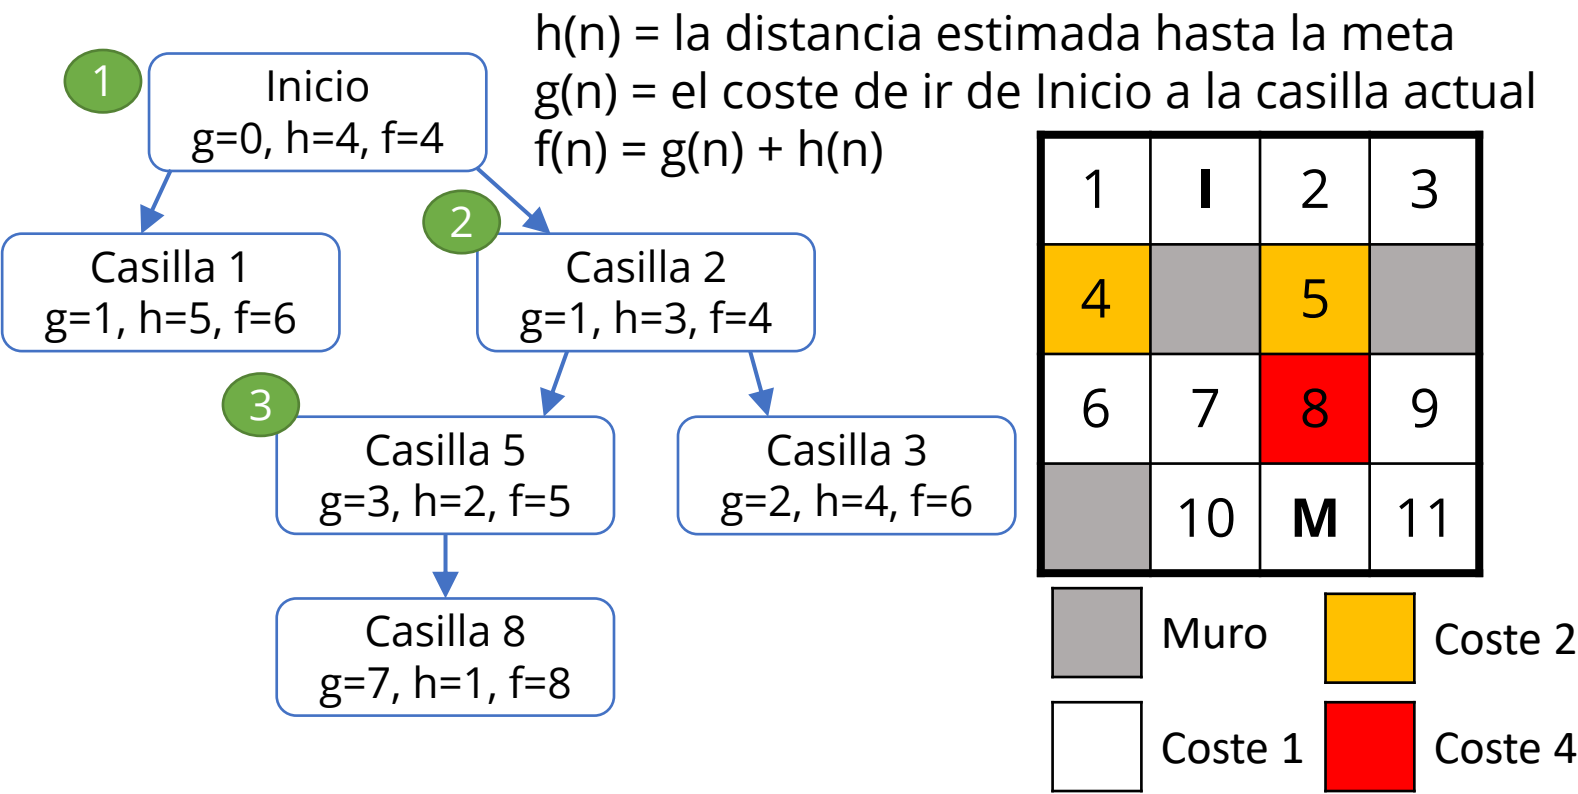 h(n) = la distancia estimada hasta la meta
g(n) = el coste de ir de Inicio a la casilla actual
f(n) = g(n) + h(n)
1
Inicio
g=0, h=4, f=4
Casilla 1
g=1, h=5, f=6
2
Casilla 2
g=1, h=3, f=4
3
Casilla 5
g=3, h=2, f=5
Casilla 3
g=2, h=4, f=6
Casilla 8
g=7, h=1, f=8
1 I 2 3
4 5
6 7 8 9
10 M 11
Muro
Coste 2
Coste 1
Coste 4